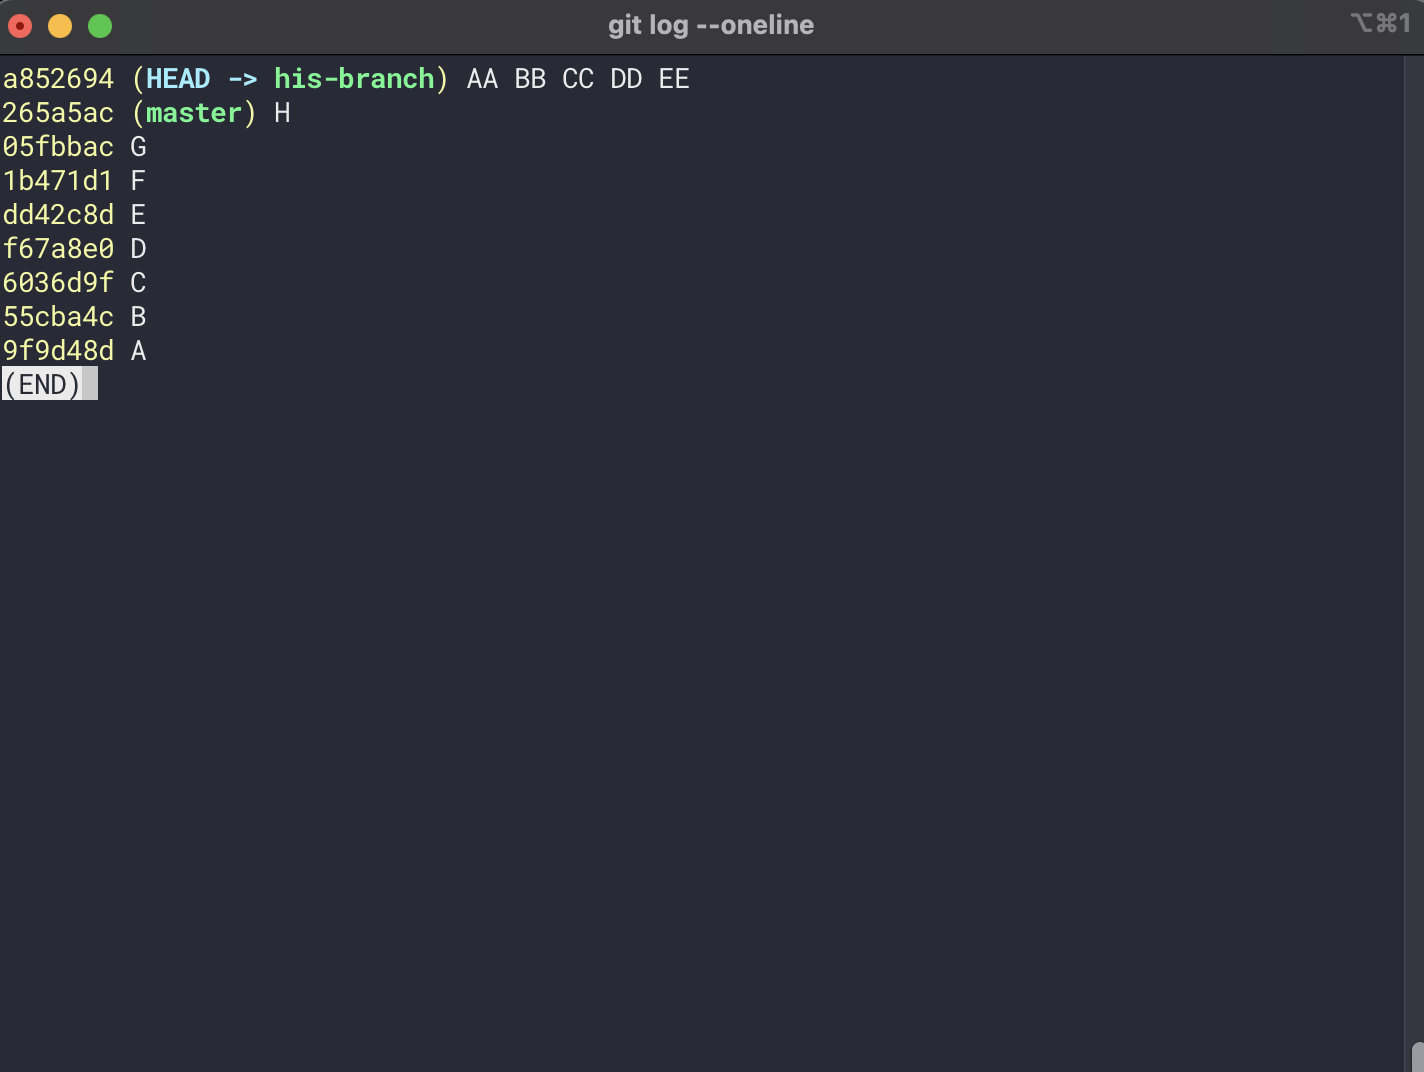 git log --oneline
⌥⌘1
a852694 (HEAD -> his-branch) AA BB CC DD EE
265a5ac (master) H
05fbbac G
1b471d1 F
dd42c8d E
f67a8e0 D
6036d9f C
55cba4c B
9f9d48d A
(END)